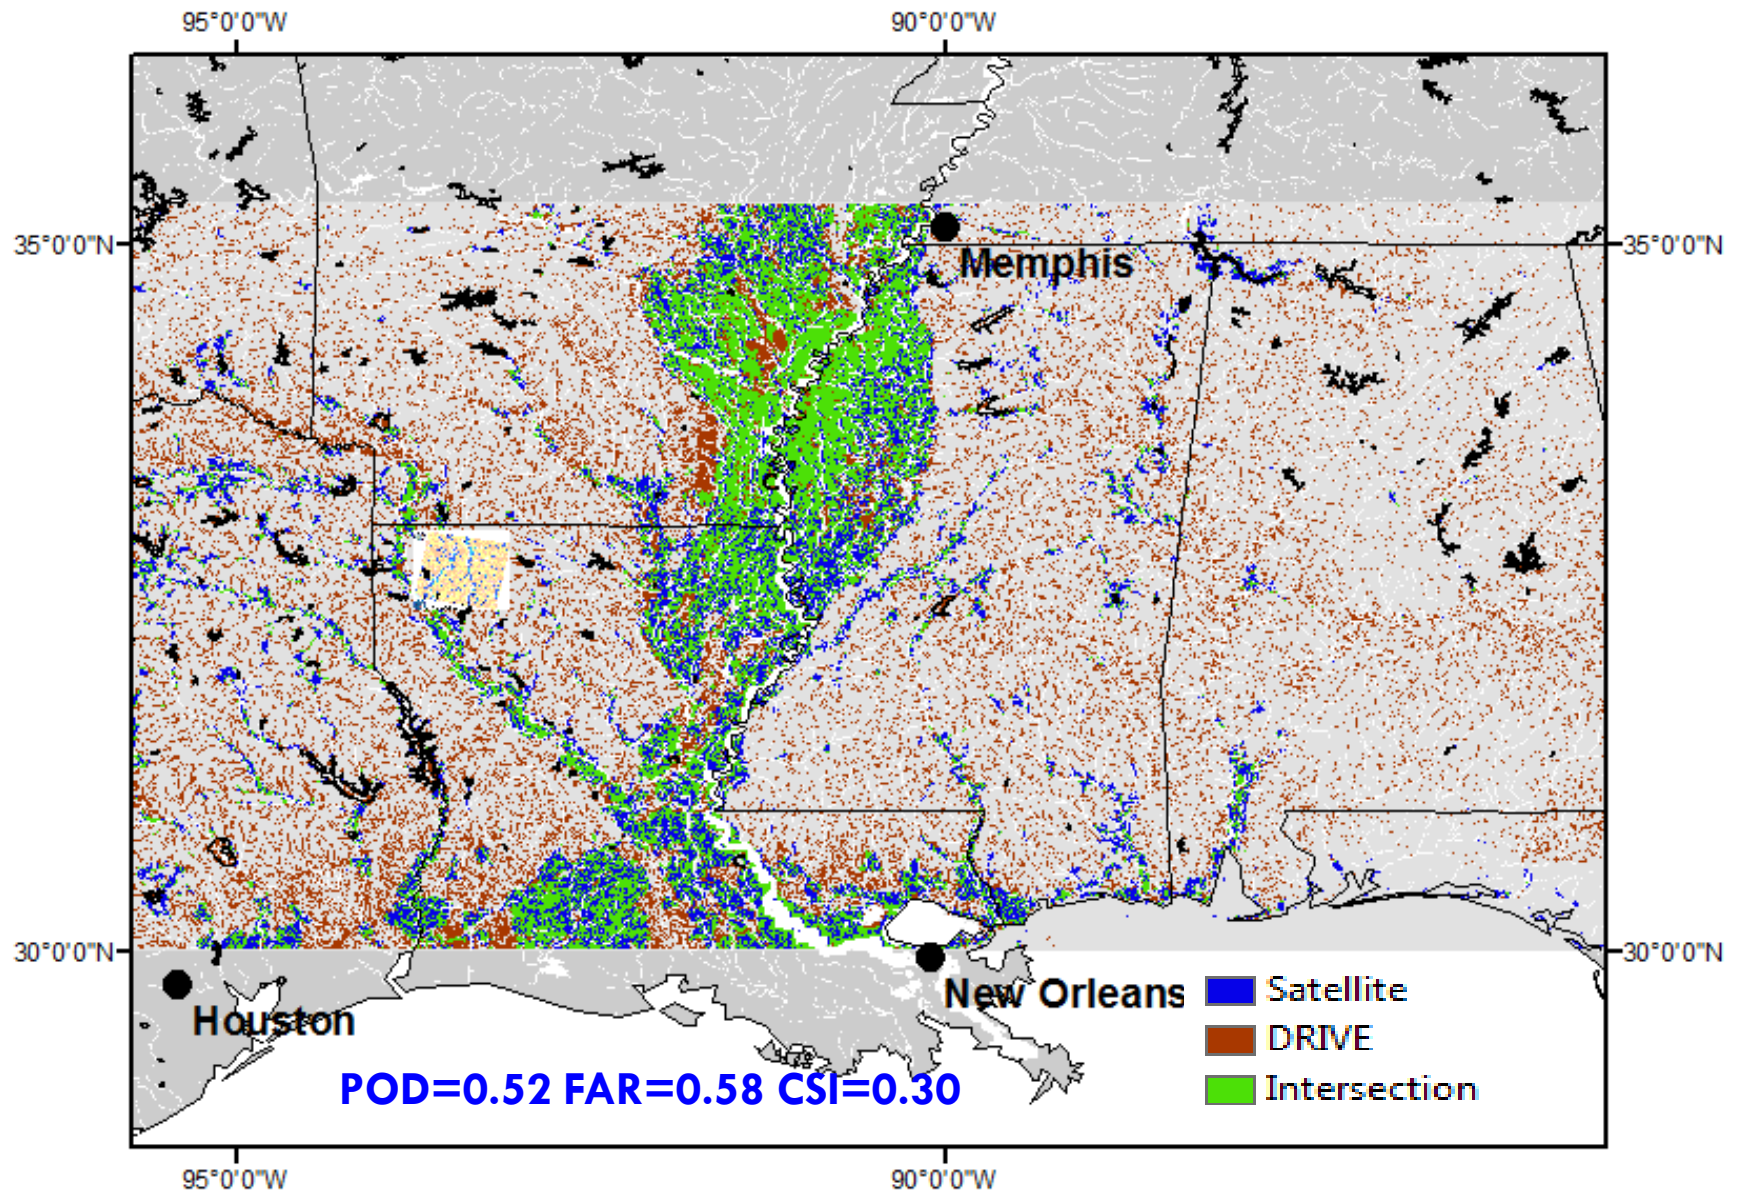 95°0'0"W 90°0'0"W
35°0'0"N 35°0'0"N
Memphis
30°0'0"N 30°0'0"N
New Orleans
Houston
Satellite
DRIVE
Intersection
POD=0.52 FAR=0.58 CSI=0.30
95°0'0"W 90°0'0"W